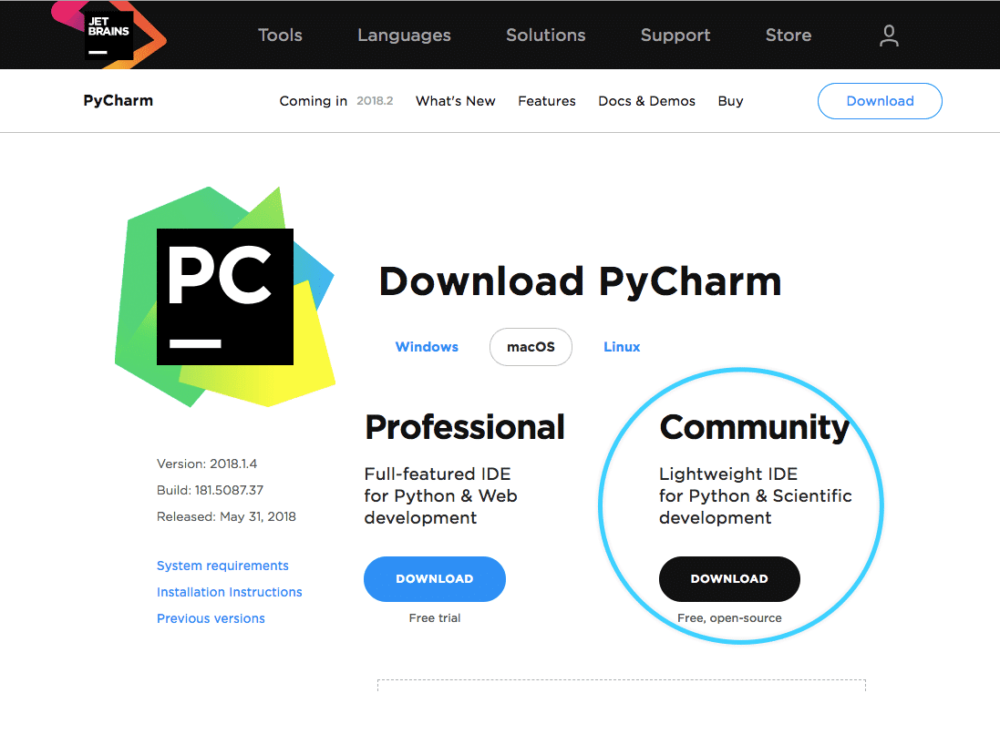 JET
BRAINS
Tools Languages Solutions Support Store
PyCharm Coming in 2018.2 What's New Features Docs & Demos Buy Download
PC
Download PyCharm
Windows macOS Linux
Professional
Full-featured IDE
for Python & Web
development
DOWNLOAD
Free trial
Community
Lightweight IDE
for Python & Scientific
development
DOWNLOAD
Free, open-source
Version: 2018.1.4
Build: 181.5087.37
Released: May 31, 2018
System requirements
Installation Instructions
Previous versions